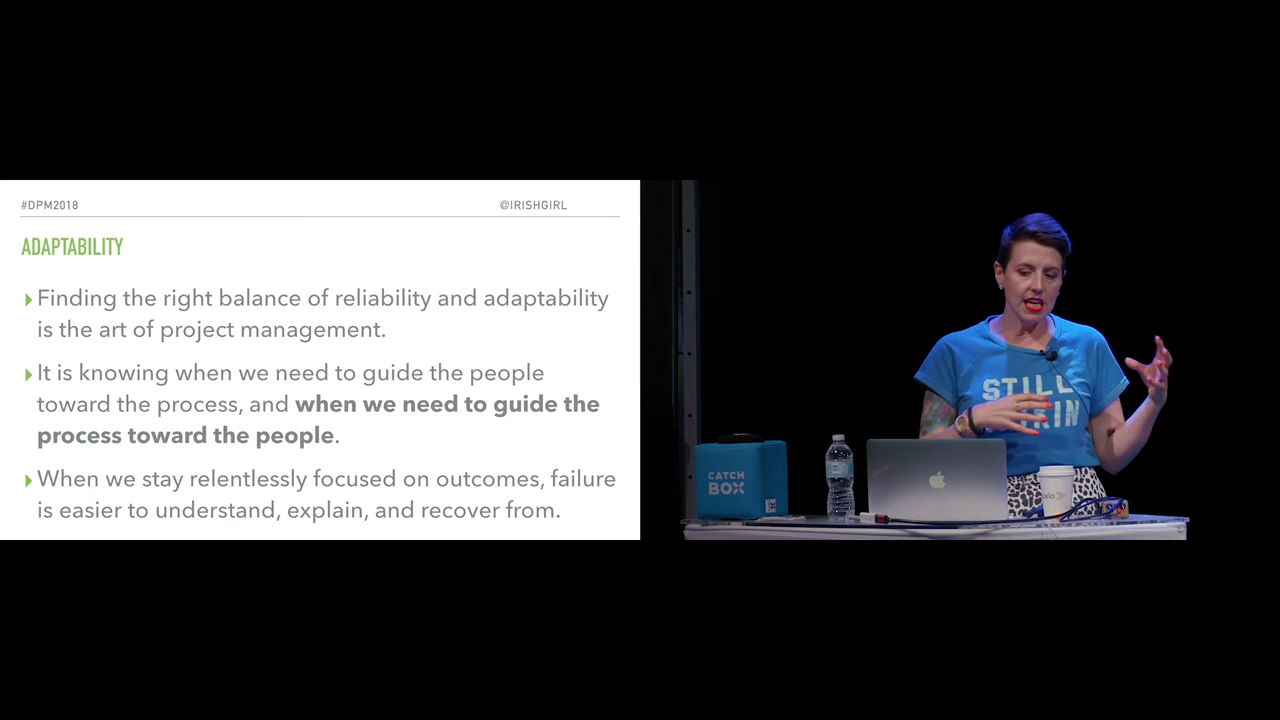 #DPM2018
@IRISHGIRL
ADAPTABILITY
Finding the right balance of reliability and adaptability
is the art of project management.
It is knowing when we need to guide the people
toward the process, and when we need to guide the
process toward the people.
When we stay relentlessly focused on outcomes, failure
is easier to understand, explain, and recover from.
STILL
CATCH
BOX